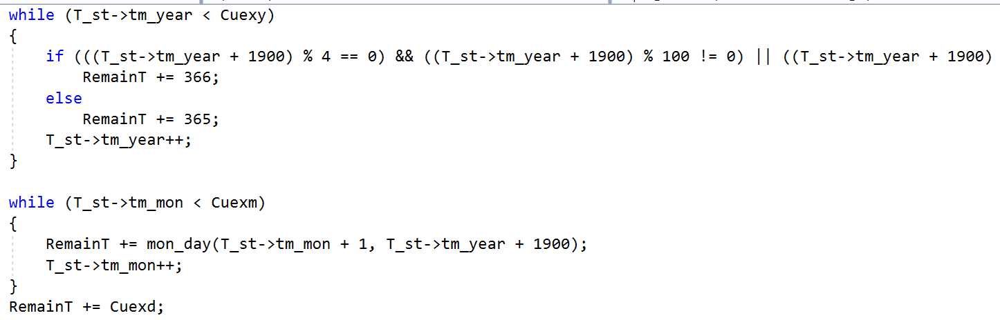 while (T_st->tm_year < Cuexy)
{
    if (((T_st->tm_year + 1900) % 4 == 0) && ((T_st->tm_year + 1900) % 100 != 0) || ((T_st->tm_year + 1900)
        RemainT += 366;
    else
        RemainT += 365;
    T_st->tm_year++;
}
while (T_st->tm_mon < Cuexm)
{
    RemainT += mon_day(T_st->tm_mon + 1, T_st->tm_year + 1900);
    T_st->tm_mon++;
}
RemainT += Cuexd;